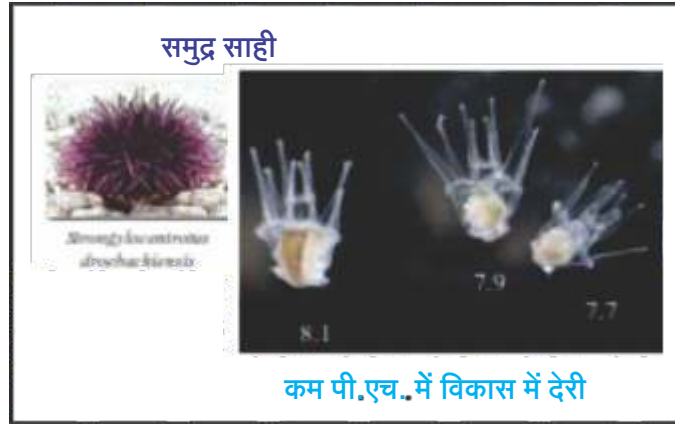 समुद्र साही
Strongylocentrotus
droebachiensis
7.9
7.7
8.1
कम पी.एच. में विकास में देरी